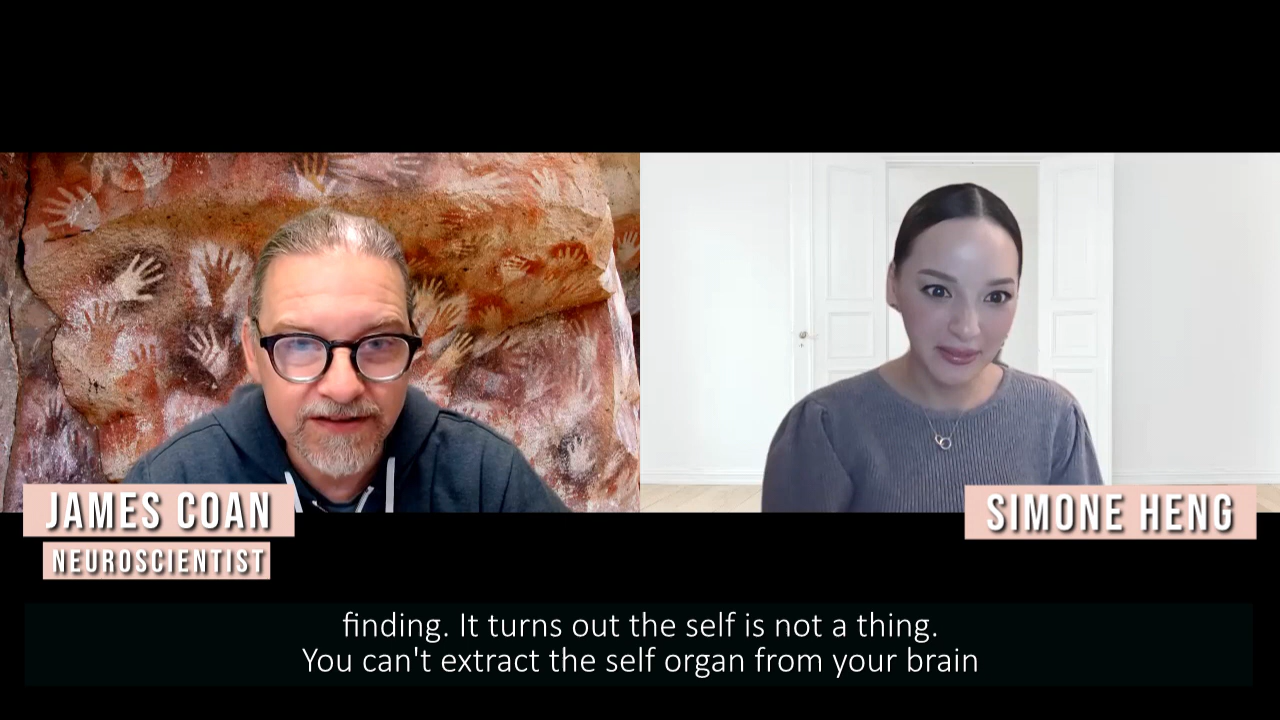 JAMES COAN
NEUROSCIENTIST
SIMONE HENG
finding. It turns out the self is not a thing.
You can't extract the self organ from your brain